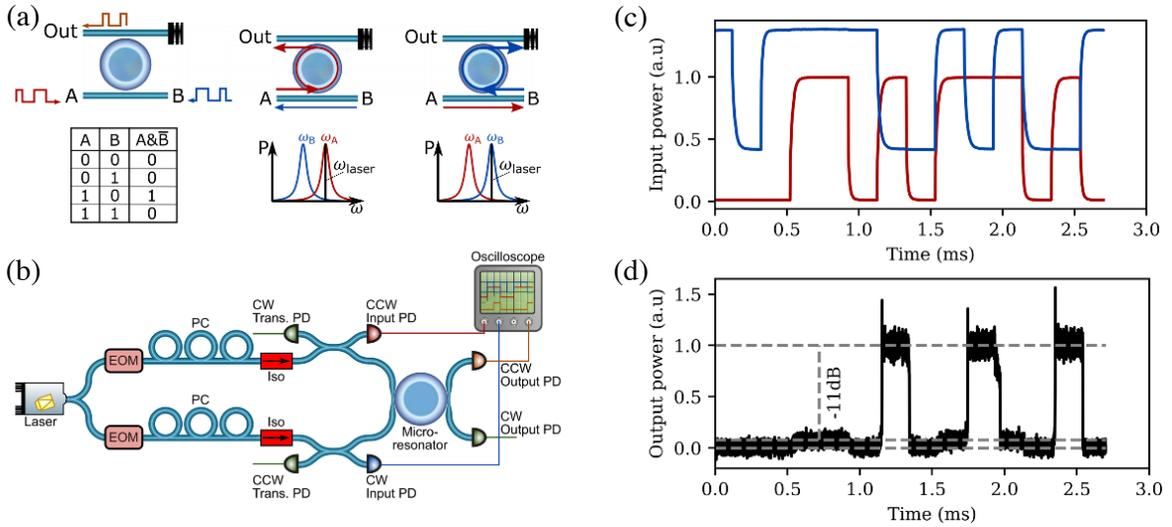 (a)
Out
A
B
Out
A
B
Out
A
B
A B A&B̅
0 0 0
0 1 0
1 0 1
1 1 0
P
ωB
ωA
ωlaser
ω
P
ωA
ωB
ωlaser
ω
(b)
Oscilloscope
CW
Trans. PD
CCW
Input PD
PC
EOM
Iso
CCW
Output PD
Laser
PC
Iso
Micro-
resonator
CW
Output PD
EOM
CCW
Trans. PD
CW
Input PD
(c)
Input power (a.u)
1.0
0.5
0.0
0.0 0.5 1.0 1.5 2.0 2.5 3.0
Time (ms)
(d)
Output power (a.u)
1.5
1.0
0.5
0.0
-11dB
0.0 0.5 1.0 1.5 2.0 2.5 3.0
Time (ms)